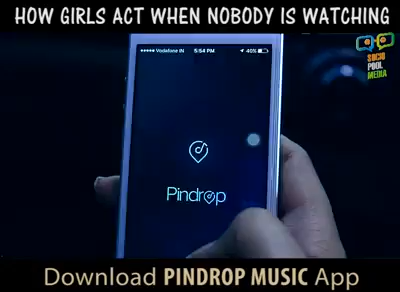 HOW GIRLS ACT WHEN NOBODY IS WATCHING
SOCIO
POOL
MEDIA
Vodafone IN 5:54 PM 40%
Pindrop
Download PINDROP MUSIC App